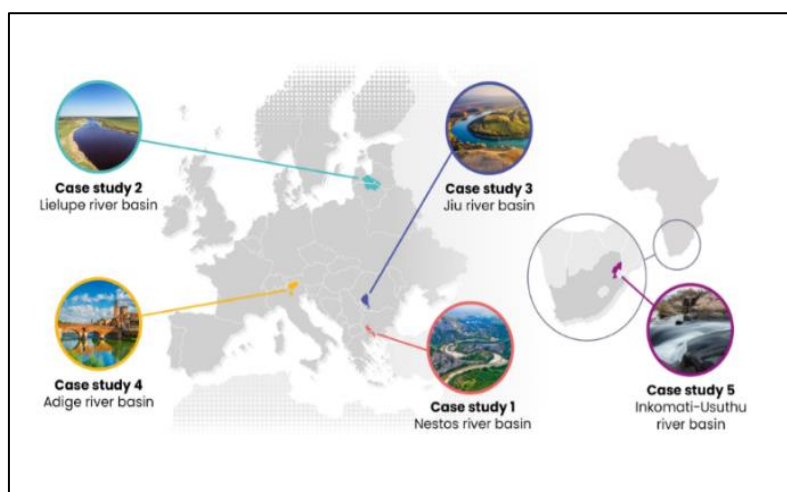 Case study 2
Lielupe river basin
Case study 3
Jiu river basin
Case study 4
Adige river basin
Case study 1
Nestos river basin
Case study 5
Inkomati-Usuthu
river basin